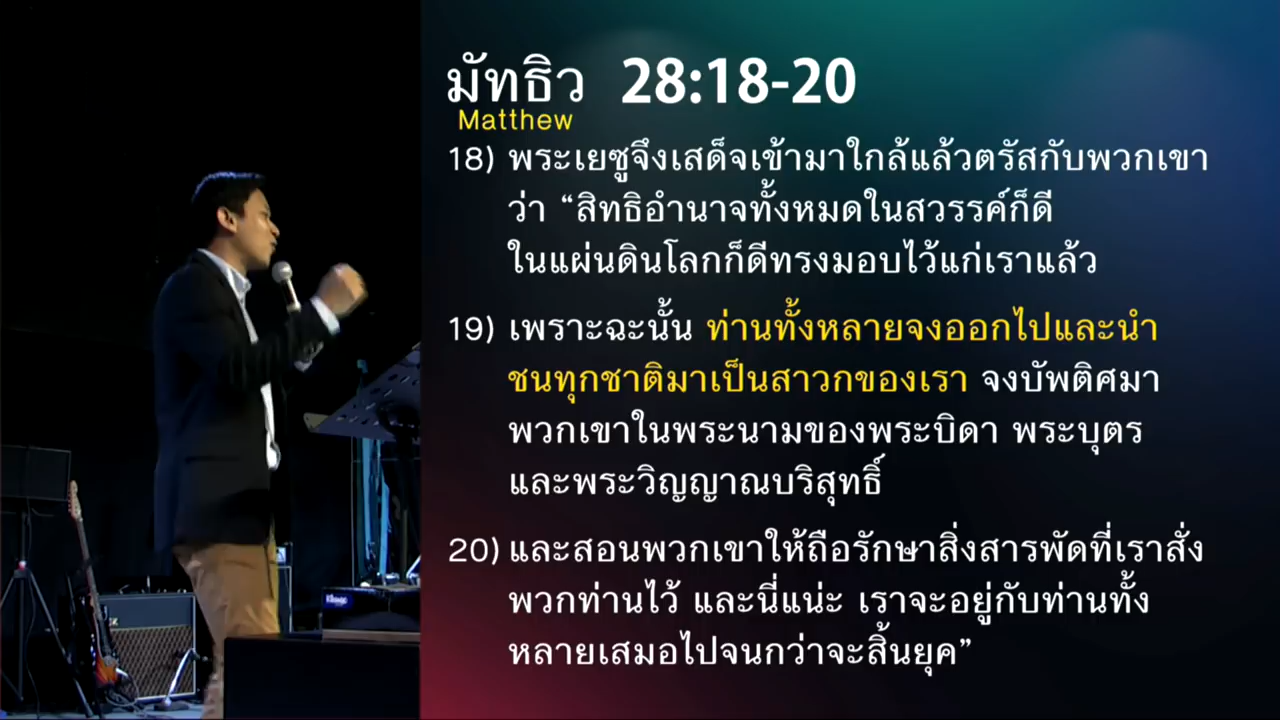 มัทธิว 28:18-20
Matthew
18) พระเยซูจึงเสด็จเข้ามาใกล้แล้วตรัสกับพวกเขา
ว่า “สิทธิอำนาจทั้งหมดในสวรรค์ก็ดี
ในแผ่นดินโลกก็ดีทรงมอบไว้แก่เราแล้ว
19) เพราะฉะนั้น ท่านทั้งหลายจงออกไปและนำ
ชนทุกชาติมาเป็นสาวกของเรา จงบัพติศมา
พวกเขาในพระนามของพระบิดา พระบุตร
และพระวิญญาณบริสุทธิ์
20) และสอนพวกเขาให้ถือรักษาสิ่งสารพัดที่เราสั่ง
พวกท่านไว้ และนี่แน่ะ เราจะอยู่กับท่านทั้ง
หลายเสมอไปจนกว่าจะสิ้นยุค”